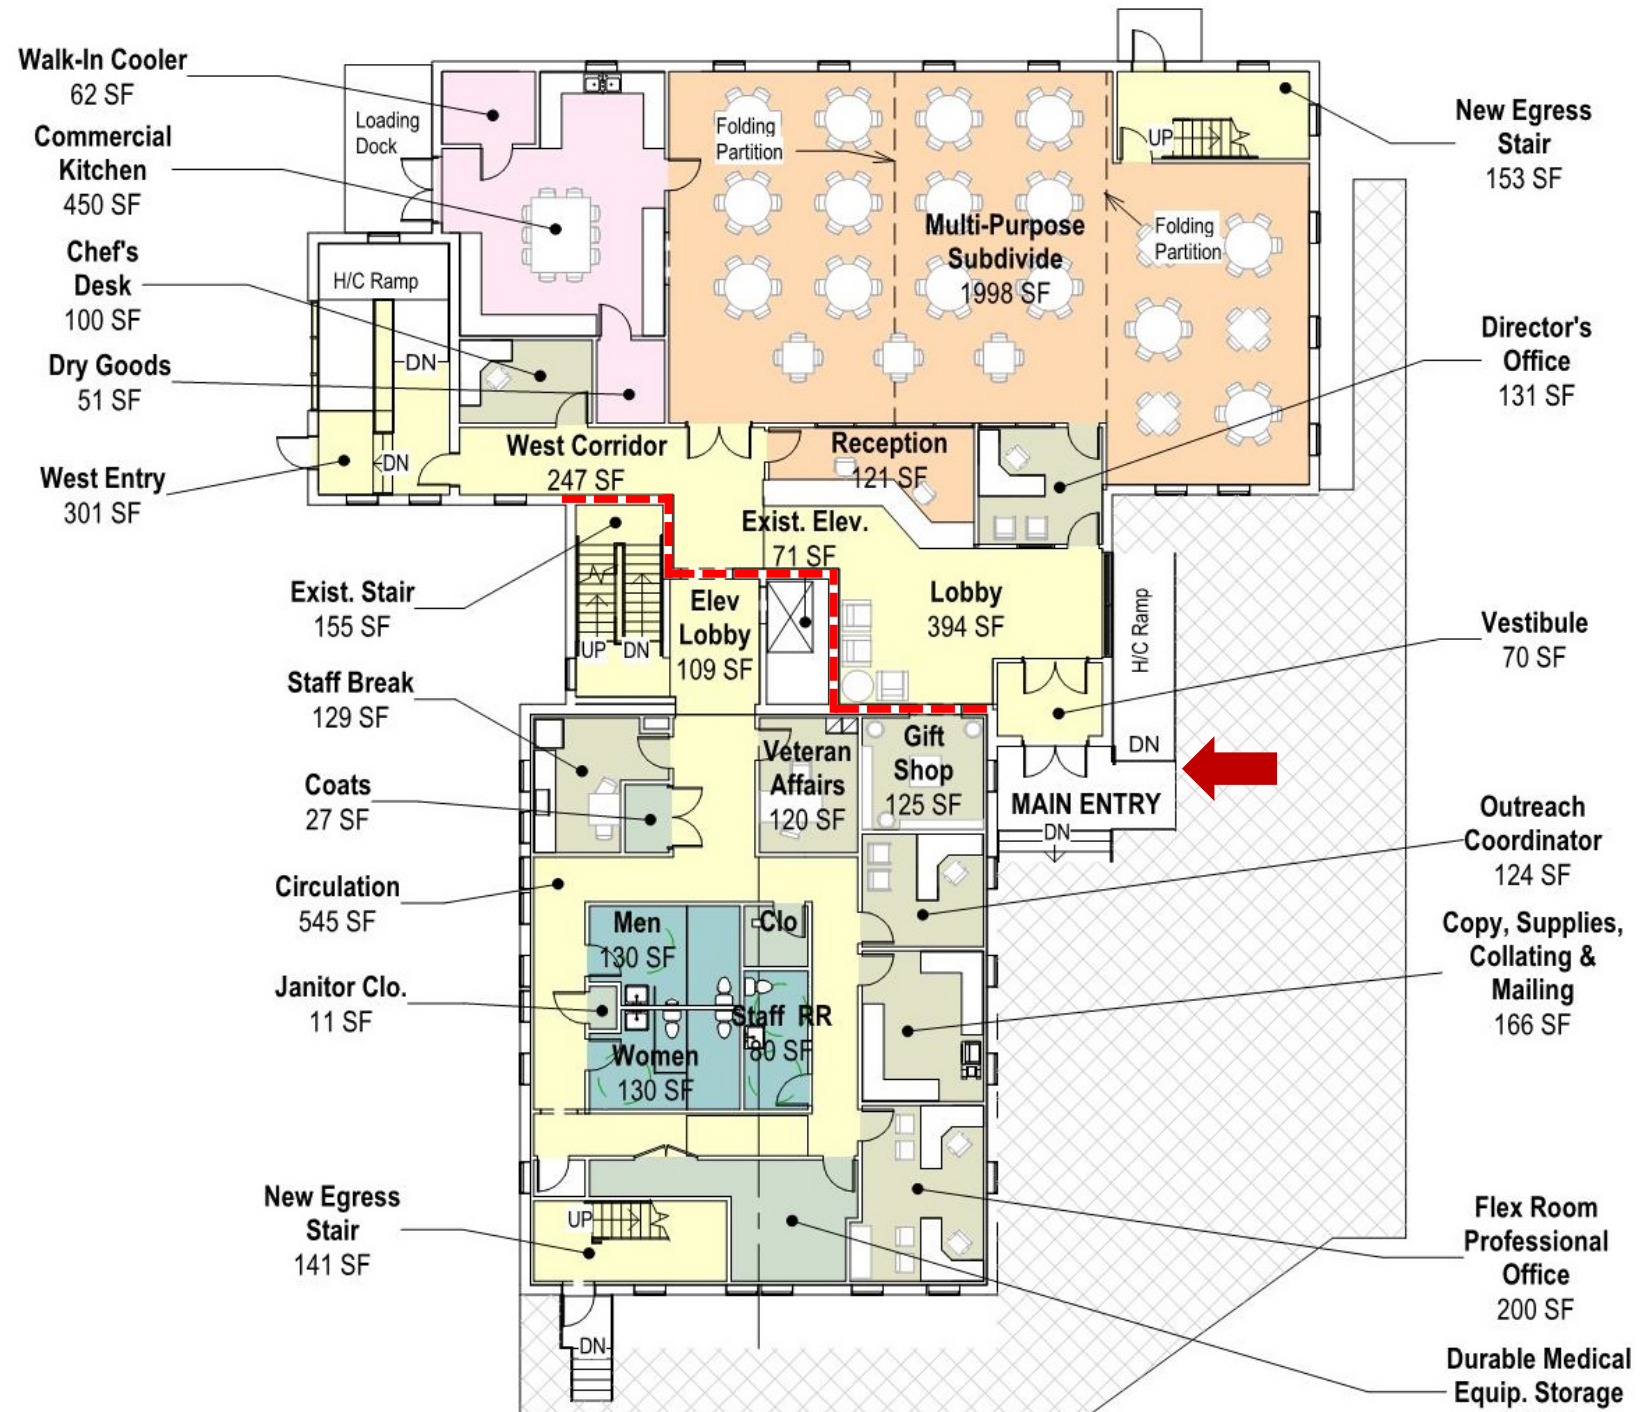 Walk-In Cooler
62 SF
Commercial
Kitchen
450 SF
Chef's
Desk
100 SF
Dry Goods
51 SF
West Entry
301 SF
Loading
Dock
H/C Ramp
DN
DN
Folding
Partition
Multi-Purpose
Subdivide
1998 SF
Folding
Partition
UP
New Egress
Stair
153 SF
Director's
Office
131 SF
West Corridor
247 SF
Reception
121 SF
Exist. Elev.
71 SF
Exist. Stair
155 SF
UP
DN
Elev
Lobby
109 SF
Lobby
394 SF
H/C Ramp
DN
Vestibule
70 SF
Staff Break
129 SF
Coats
27 SF
Veteran
Affairs
120 SF
Gift
Shop
125 SF
MAIN ENTRY
DN
Outreach
Coordinator
124 SF
Circulation
545 SF
Men
130 SF
Clo
Copy, Supplies,
Collating &
Mailing
166 SF
Janitor Clo.
11 SF
Women
130 SF
Staff RR
80 SF
New Egress
Stair
141 SF
UP
DN
Flex Room
Professional
Office
200 SF
Durable Medical
Equip. Storage